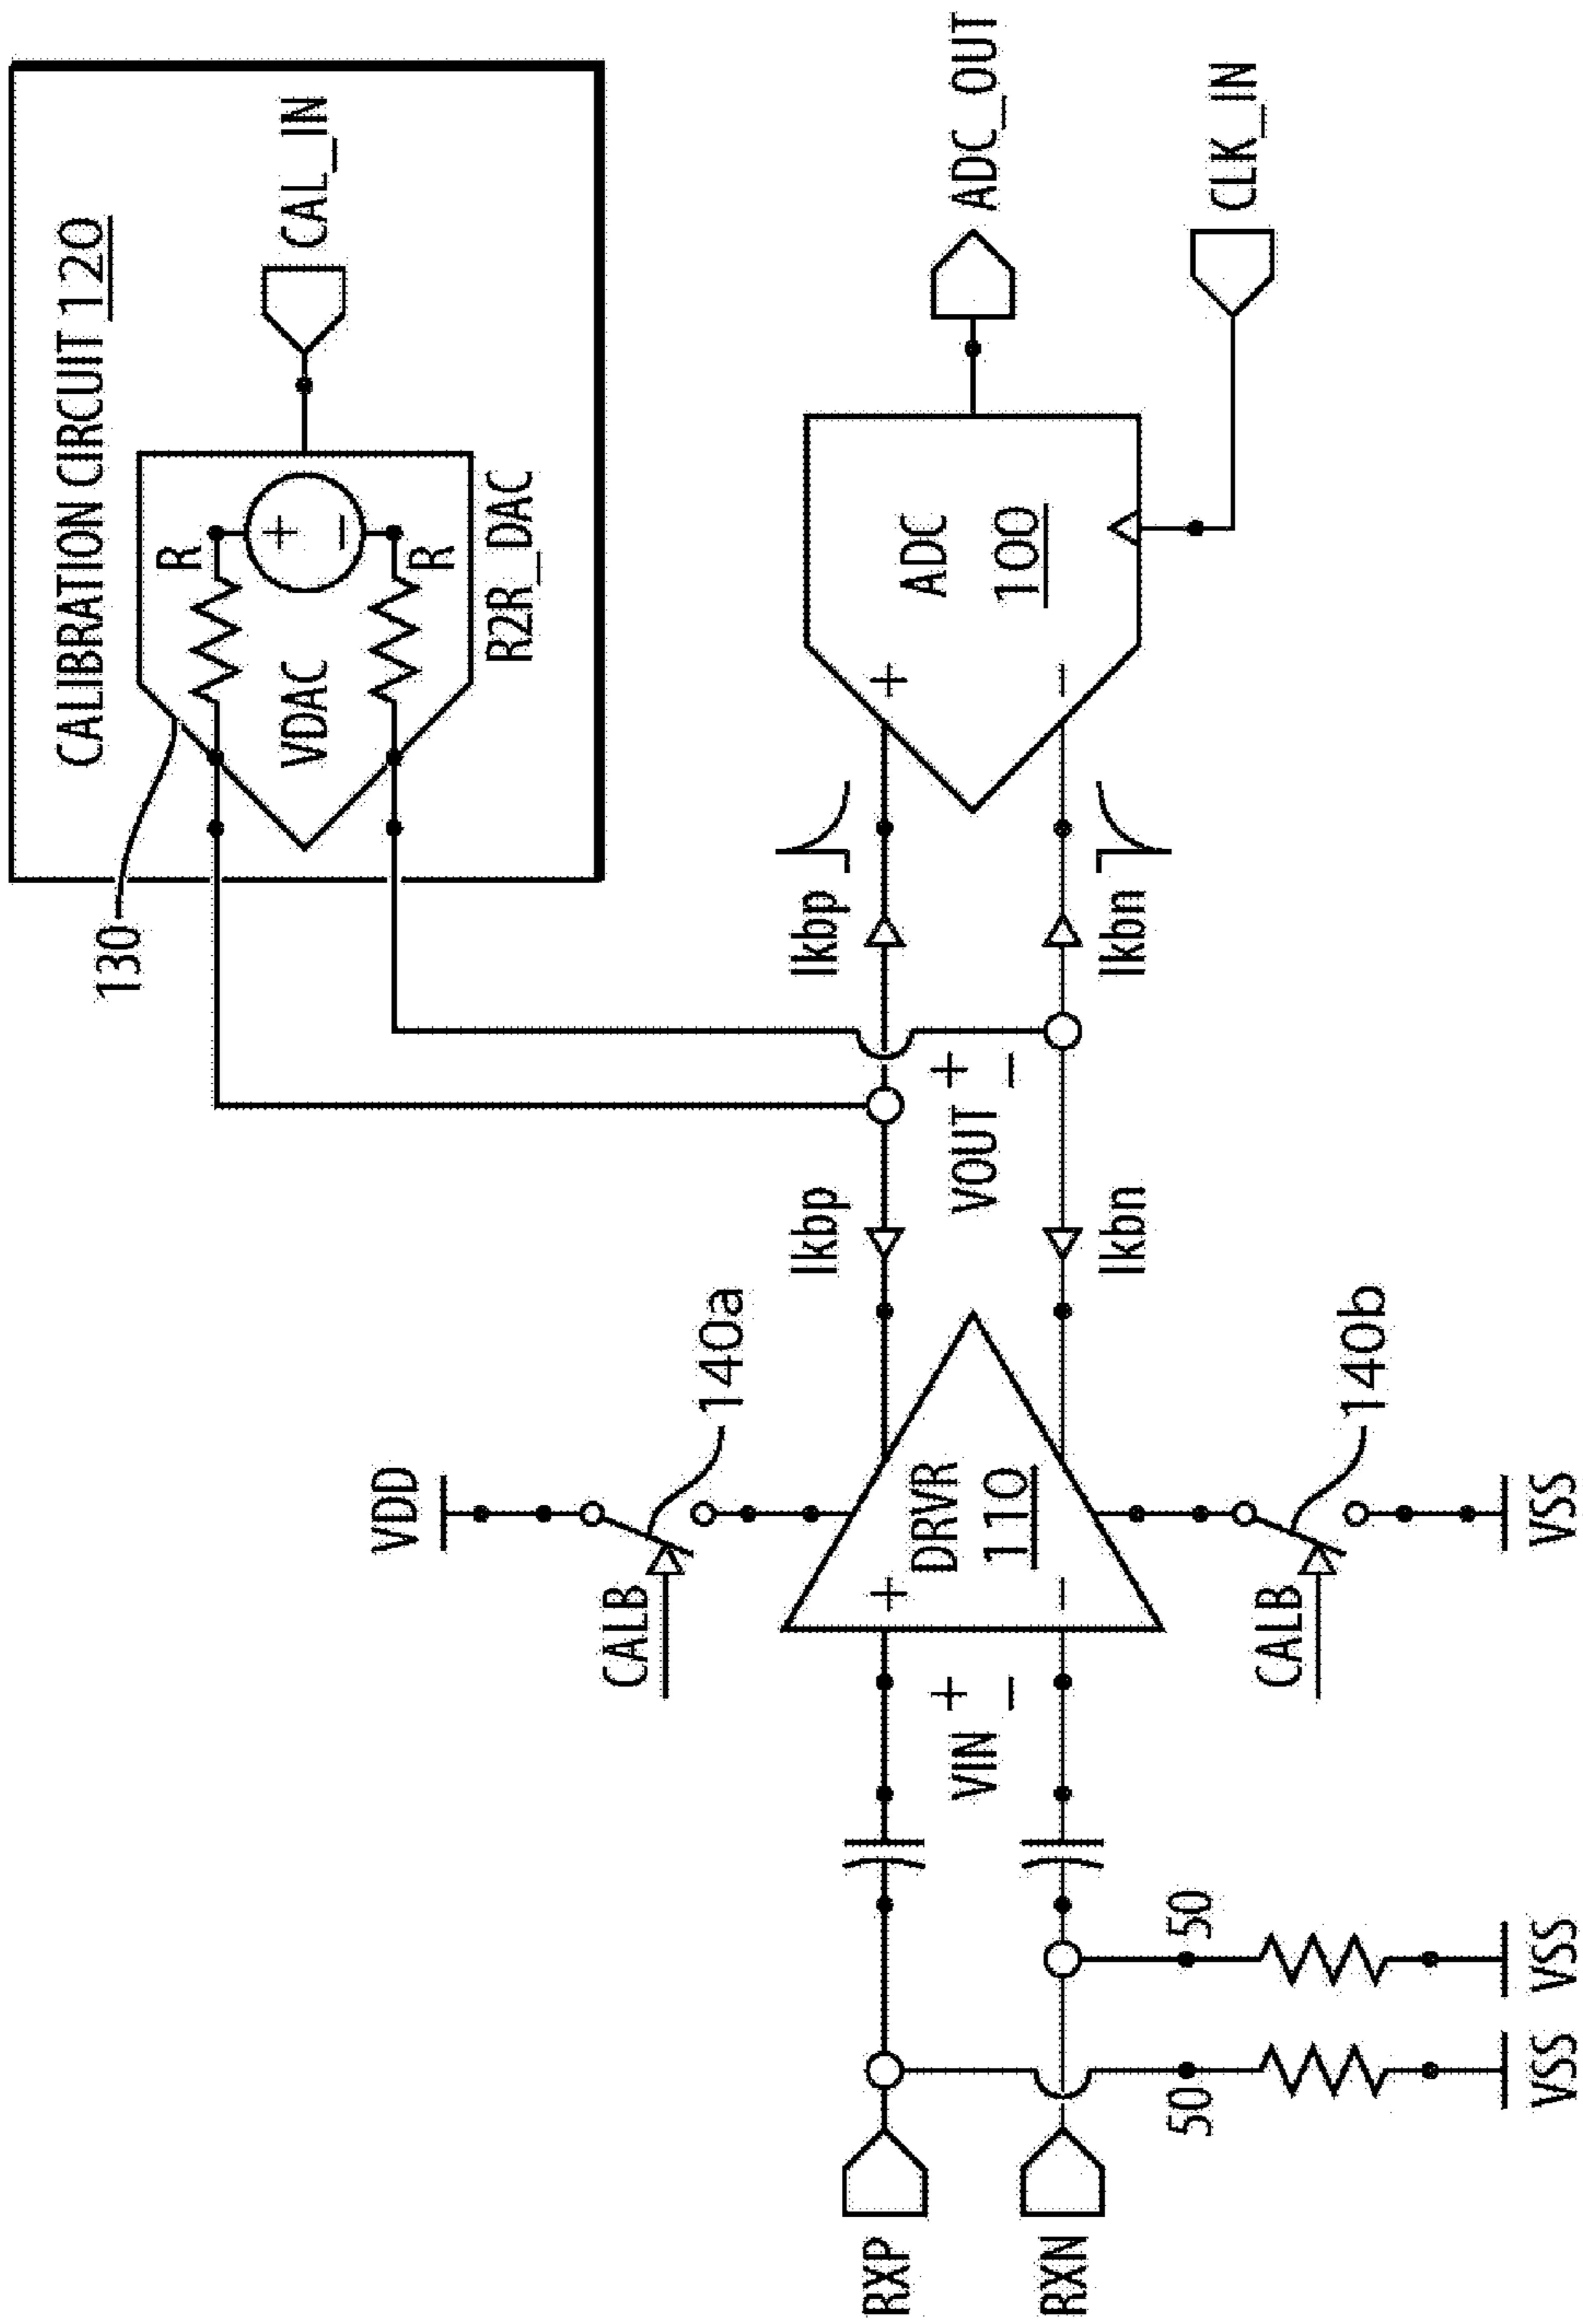 CALIBRATION CIRCUIT 120
130
R
+
−
VDAC
R
R2R_DAC
CAL_IN
VDD
CALB
140a
Ikbp
Ikbp
RXP
RXN
VIN
+
−
+
−
DRVR
110
VOUT
+
−
+
−
ADC
100
ADC_OUT
CLK_IN
Ikbn
Ikbn
CALB
140b
50
50
VSS
VSS
VSS